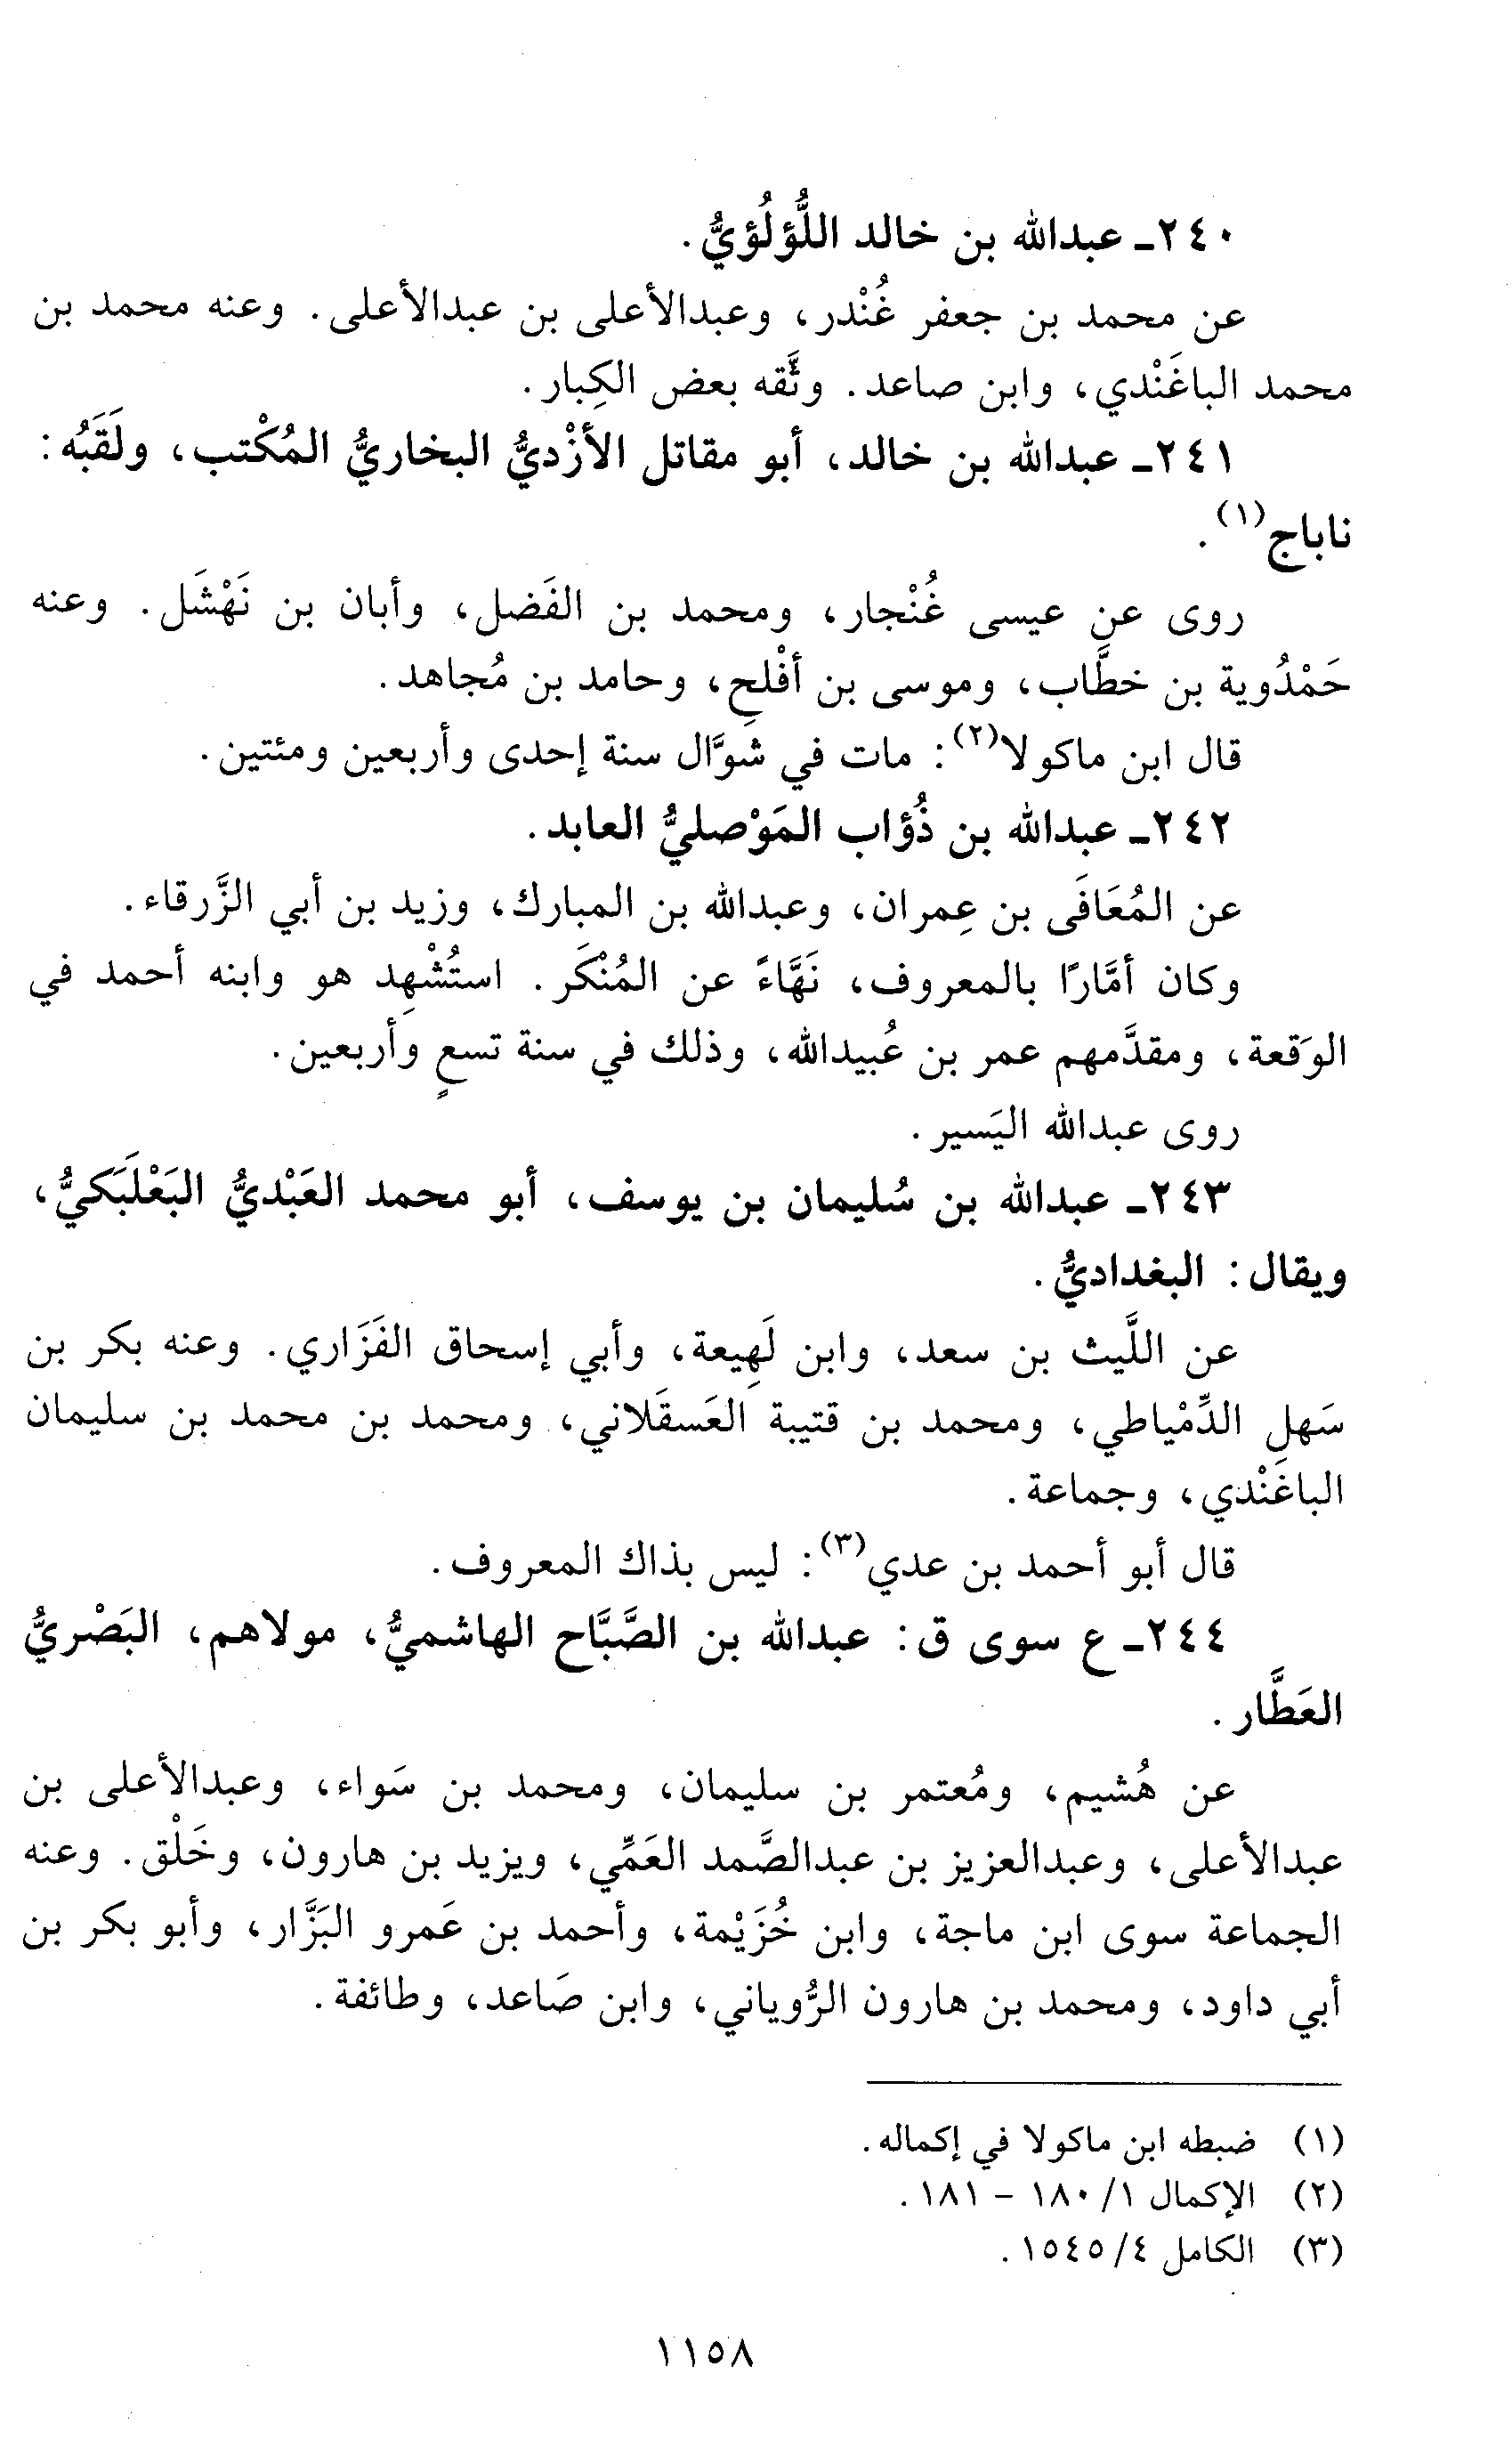 ٢٤٠ـ عبدالله بن خالد اللُّؤلُؤيُّ.
عن محمد بن جعفر غُنْدر، وعبدالأعلى بن عبدالأعلى. وعنه محمد بن
محمد الباغَنْدي، وابن صاعد. وثَّقه بعض الكِبار.
٢٤١ـ عبدالله بن خالد، أبو مقاتل الأزْديُّ البخاريُّ المُكْتب، ولَقَبُه:
ناباج(١).
روى عن عيسى غُنْجار، ومحمد بن الفَضل، وأبان بن نَهْشَل. وعنه
حَمْدُوية بن خطَّاب، وموسى بن أفْلح، وحامد بن مُجاهد.
قال ابن ماكولا(٢): مات في شَوَّال سنة إحدى وأربعين ومئتين.
٢٤٢ـ عبدالله بن ذُؤاب المَوْصليُّ العابد.
عن المُعَافَى بن عِمران، وعبدالله بن المبارك، وزيد بن أبي الزَّرقاء.
وكان أمَّارًا بالمعروف، نَهَّاءً عن المُنْكَر. استُشْهِد هو وابنه أحمد في
الوَقعة، ومقدَّمهم عمر بن عُبيدالله، وذلك في سنة تسعٍ وأربعين.
روى عبدالله اليَسير.
٢٤٣ـ عبدالله بن سُليمان بن يوسف، أبو محمد العَبْديُّ البَعْلَبَكيُّ،
ويقال: البغداديُّ.
عن اللَّيث بن سعد، وابن لَهِيعة، وأبي إسحاق الفَزَاري. وعنه بكر بن
سَهل الدِّمْياطي، ومحمد بن قتيبة العَسقَلاني، ومحمد بن محمد بن سليمان
الباغَنْدي، وجماعة.
قال أبو أحمد بن عدي(٣): ليس بذاك المعروف.
٢٤٤ـ ع سوى ق: عبدالله بن الصَّبَّاح الهاشميُّ، مولاهم، البَصْريُّ
العَطَّار.
عن هُشيم، ومُعتمر بن سليمان، ومحمد بن سَواء، وعبدالأعلى بن
عبدالأعلى، وعبدالعزيز بن عبدالصَّمد العَمِّي، ويزيد بن هارون، وخَلْق. وعنه
الجماعة سوى ابن ماجة، وابن خُزَيْمة، وأحمد بن عَمرو البَزَّار، وأبو بكر بن
أبي داود، ومحمد بن هارون الرُّوياني، وابن صَاعد، وطائفة.
(١) ضبطه ابن ماكولا في إكماله.
(٢) الإكمال ١/ ١٨٠ - ١٨١.
(٣) الكامل ٤/ ١٥٤٥.
١١٥٨